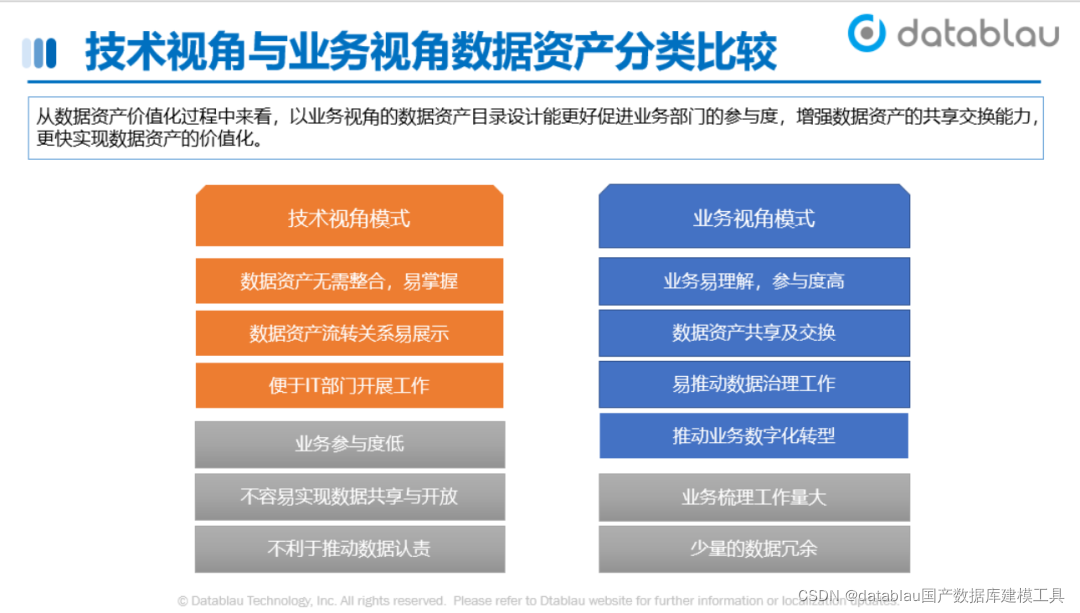 技术视角与业务视角数据资产分类比较
datablau
从数据资产价值化过程中来看，以业务视角的数据资产目录设计能更好促进业务部门的参与度，增强数据资产的共享交换能力，
更快实现数据资产的价值化。
技术视角模式
数据资产无需整合，易掌握
数据资产流转关系易展示
便于IT部门开展工作
业务参与度低
不容易实现数据共享与开放
不利于推动数据认责
业务视角模式
业务易理解，参与度高
数据资产共享及交换
易推动数据治理工作
推动业务数字化转型
业务梳理工作量大
少量的数据冗余
© Datablau Technology, Inc. All rights reserved. Please refer to Dtablau website for further information or localization updates.
CSDN @datablau国产数据库建模工具